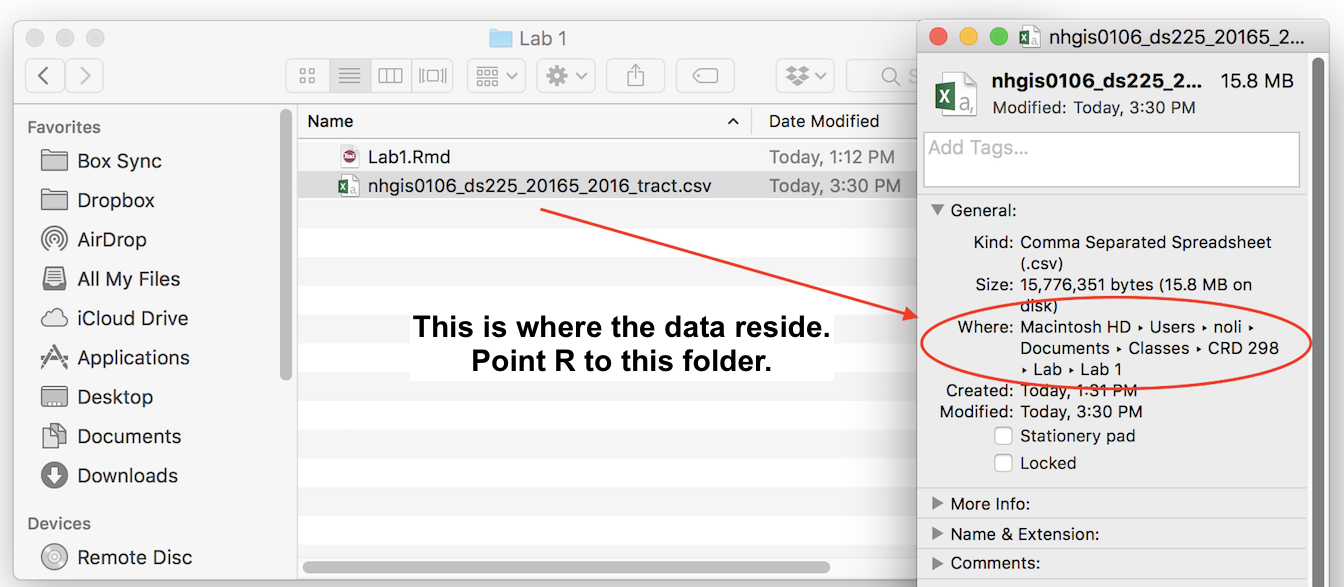 Lab 1
Favorites
Box Sync
Dropbox
AirDrop
All My Files
iCloud Drive
Applications
Desktop
Documents
Downloads
Devices
Remote Disc
Name
Date Modified
Lab1.Rmd
Today, 1:12 PM
nhgis0106_ds225_20165_2016_tract.csv
Today, 3:30 PM
This is where the data reside.
Point R to this folder.
nhgis0106_ds225_20165_2...
nhgis0106_ds225_2... 15.8 MB
Modified: Today, 3:30 PM
Add Tags...
General:
Kind: Comma Separated Spreadsheet
(.csv)
Size: 15,776,351 bytes (15.8 MB on
disk)
Where: Macintosh HD ▸ Users ▸ noli ▸
Documents ▸ Classes ▸ CRD 298
▸ Lab ▸ Lab 1
Created: Today, 1:31 PM
Modified: Today, 3:30 PM
Stationery pad
Locked
More Info:
Name & Extension:
Comments: